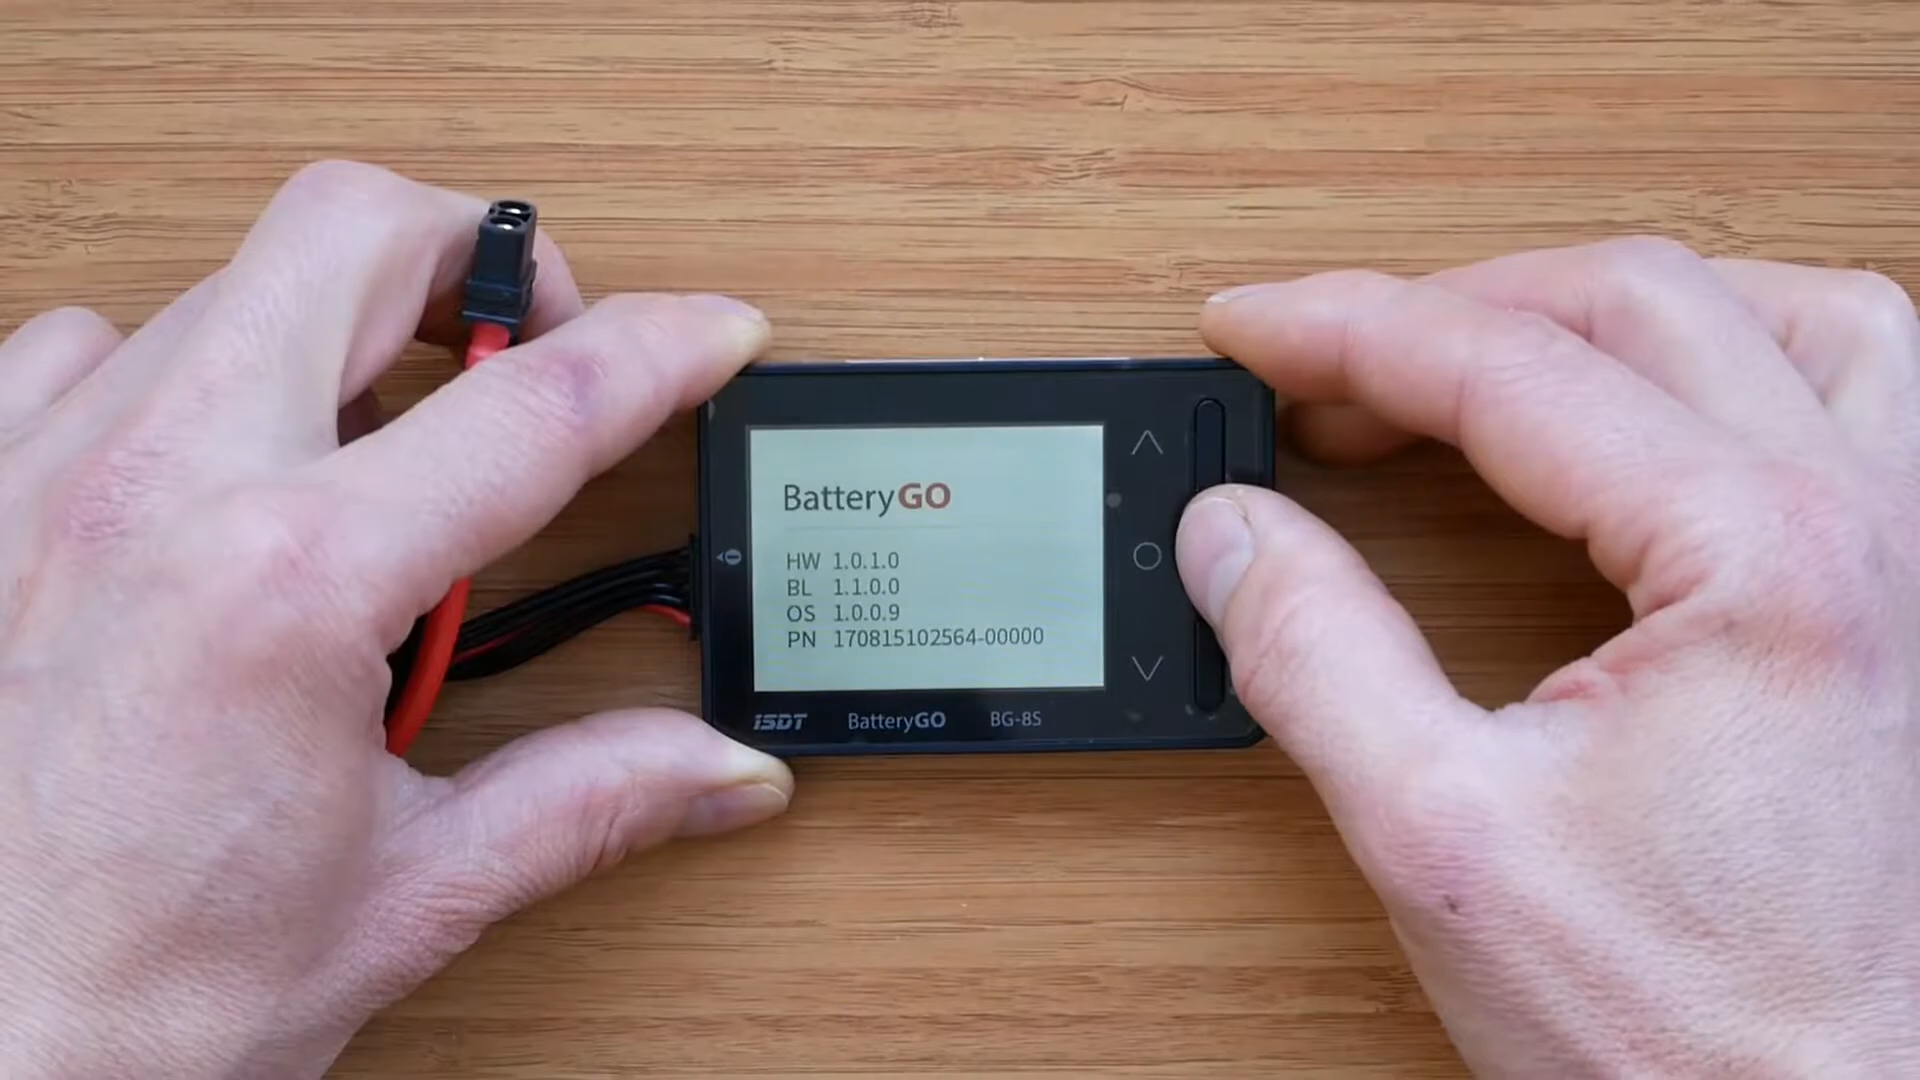 BatteryGO
HW 1.0.1.0
BL 1.1.0.0
OS 1.0.0.9
PN 170815102564-00000
iSDT BatteryGO BG-8S